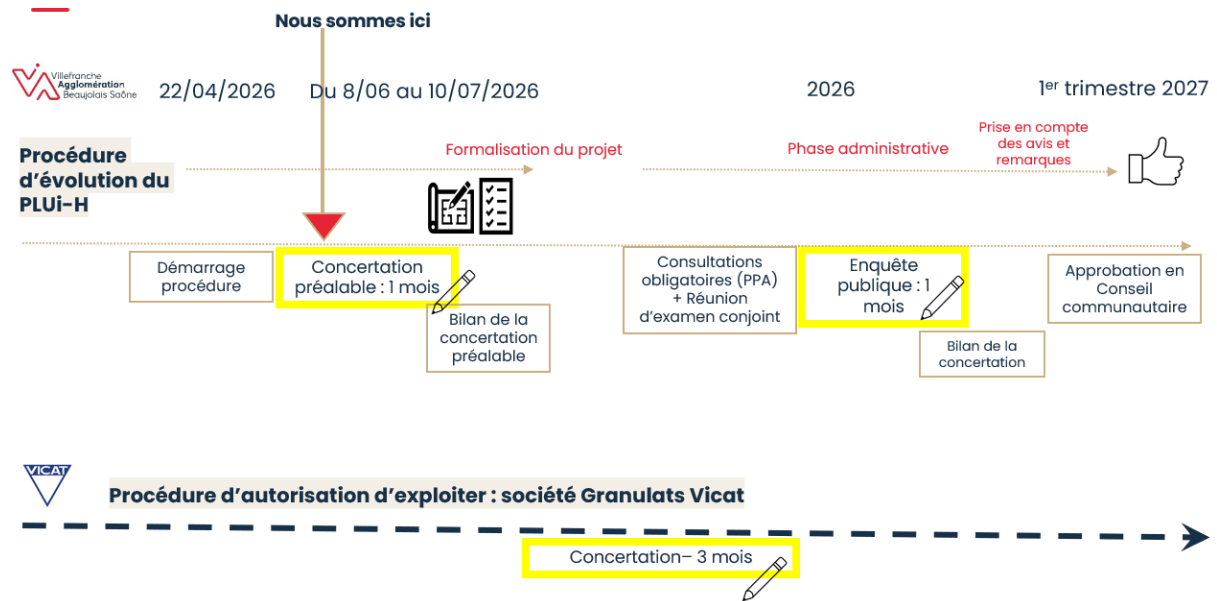 Nous sommes ici
Villefranche
Agglomération
Beaujolais Saône
22/04/2026
Du 8/06 au 10/07/2026
2026
1er trimestre 2027
Procédure
d'évolution du
PLUi-H
Formalisation du projet
Phase administrative
Prise en compte
des avis et
remarques
Démarrage
procédure
Concertation
préalable : 1 mois
Bilan de la
concertation
préalable
Consultations
obligatoires (PPA)
+ Réunion
d'examen conjoint
Enquête
publique : 1
mois
Bilan de la
concertation
Approbation en
Conseil
communautaire
VICAT
Procédure d'autorisation d'exploiter : société Granulats Vicat
Concertation– 3 mois